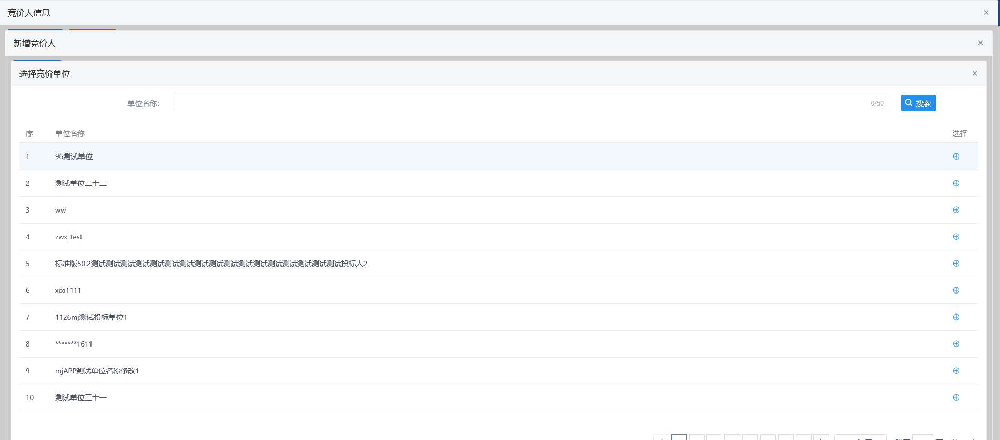 竞价人信息
新增竞价人
选择竞价单位
单位名称：
0/50
搜索
序 单位名称 选择
1 96测试单位
2 测试单位二十二
3 ww
4 zwx_test
5 标准版50.2测试测试测试测试测试测试测试测试测试测试测试测试测试测试测试测试测试投标人2
6 xixi1111
7 1126mj测试投标单位1
8 *******1611
9 mjAPP测试单位名称修改1
10 测试单位三十一